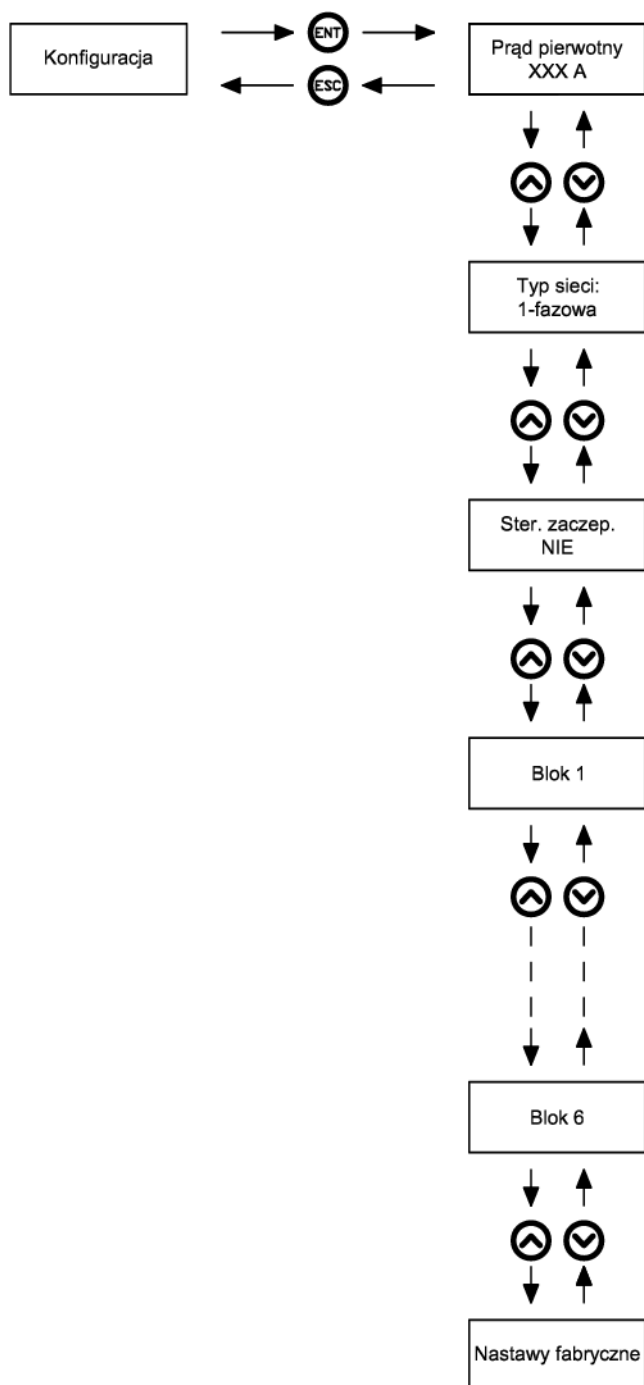 Konfiguracja
ENT
ESC
Prąd pierwotny
XXX A
Typ sieci:
1-fazowa
Ster. zaczep.
NIE
Blok 1
Blok 6
Nastawy fabryczne